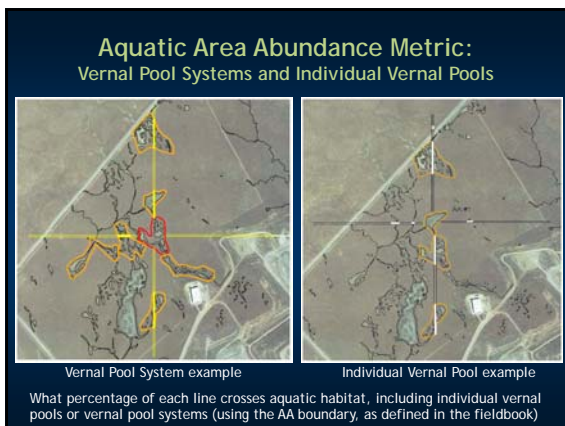 Aquatic Area Abundance Metric:
Vernal Pool Systems and Individual Vernal Pools
Vernal Pool System example
Individual Vernal Pool example
What percentage of each line crosses aquatic habitat, including individual vernal
pools or vernal pool systems (using the AA boundary, as defined in the fieldbook)